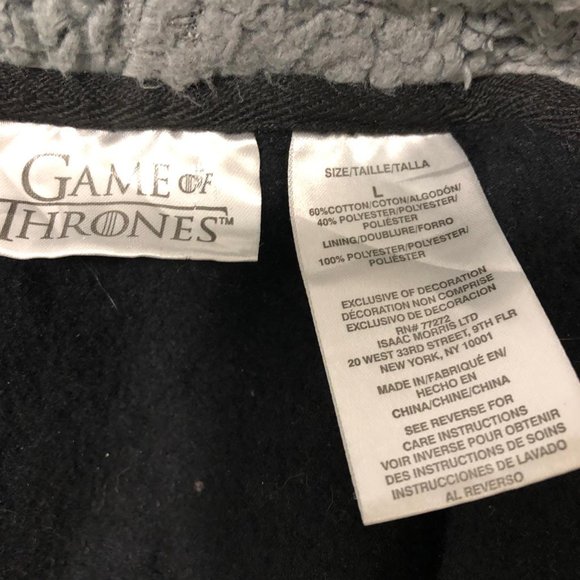 GAME OF
THRONES™
SIZE/TAILLE/TALLA
L
60%COTTON/COTON/ALGODÓN/
40% POLYESTER/POLYESTER/
POLIÉSTER
LINING/DOUBLURE/FORRO
100% POLYESTER/POLYESTER/
POLIÉSTER
EXCLUSIVE OF DECORATION
DÉCORATION NON COMPRISE
EXCLUSIVO DE DECORACION
RN# 77272
ISAAC MORRIS LTD
20 WEST 33RD STREET, 9TH FLR
NEW YORK, NY 10001
MADE IN/FABRIQUÉ EN/
HECHO EN
CHINA/CHINE/CHINA
SEE REVERSE FOR
CARE INSTRUCTIONS
VOIR INVERSE POUR OBTENIR
DES INSTRUCTIONS DE SOINS
INSTRUCCIONES DE LAVADO
AL REVERSO